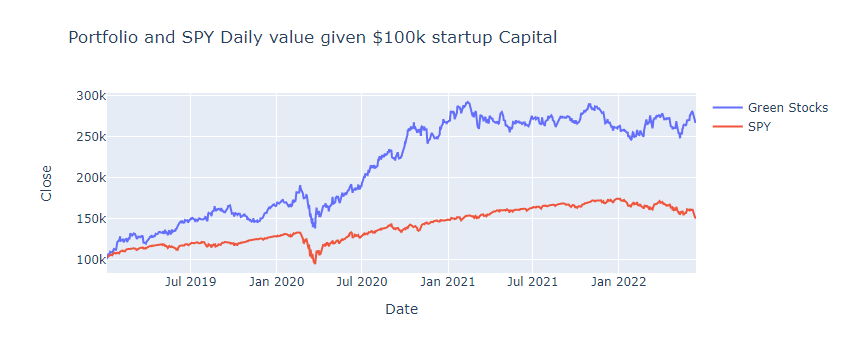 Portfolio and SPY Daily value given $100k startup Capital
300k
250k
200k
150k
100k
Close
Jul 2019
Jan 2020
Jul 2020
Jan 2021
Jul 2021
Jan 2022
Date
Green Stocks
SPY